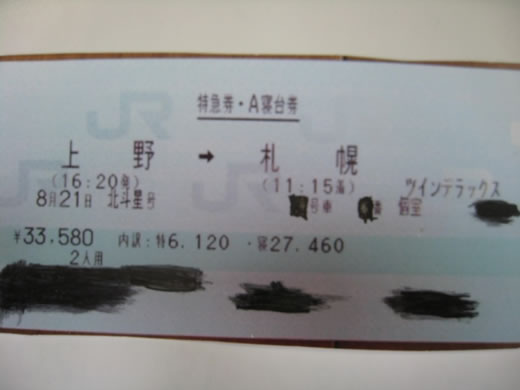 特急券・A寝台券
上野 → 札幌
(16:20発) (11:15着) ツインデラックス
8月21日 北斗星号 号車 番 個室
¥33,580 内訳:特6,120・寝27,460
2人用